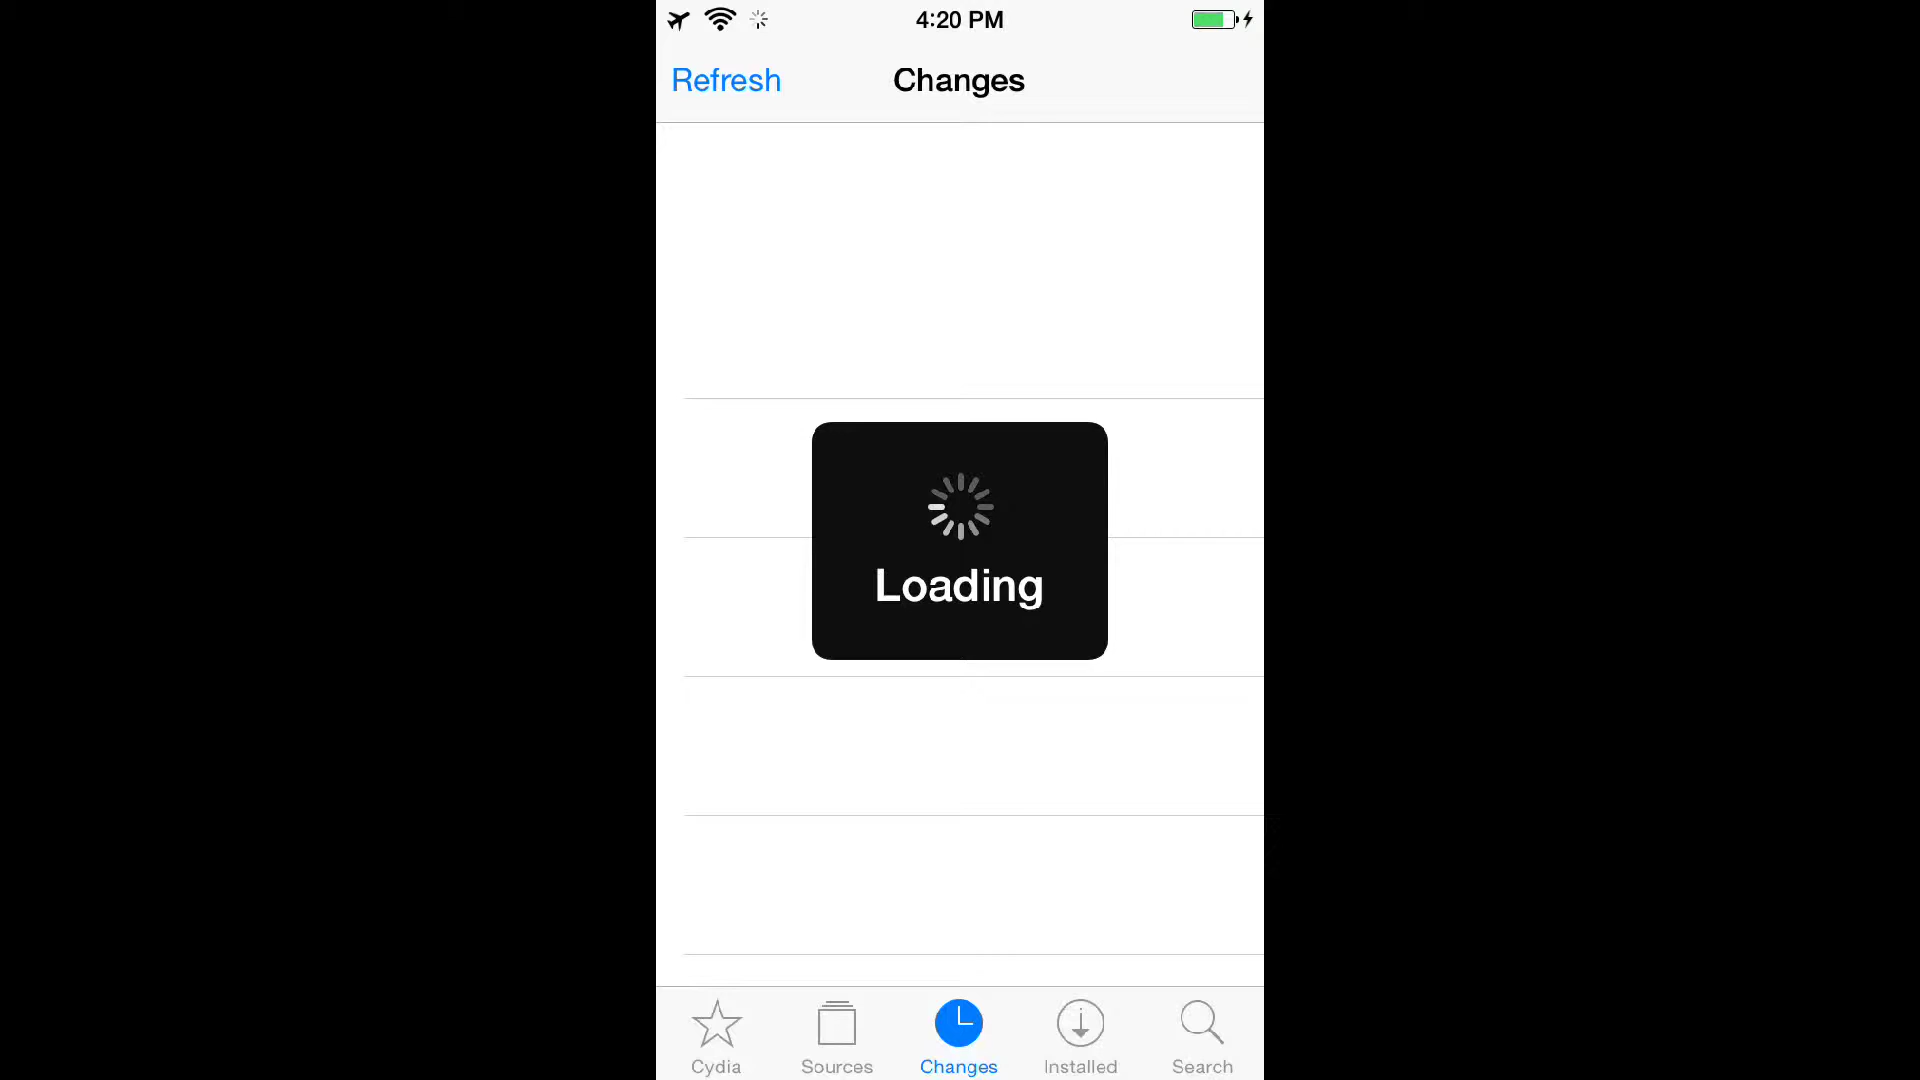 4:20 PM
Refresh
Changes
Loading
Cydia
Sources
Changes
Installed
Search